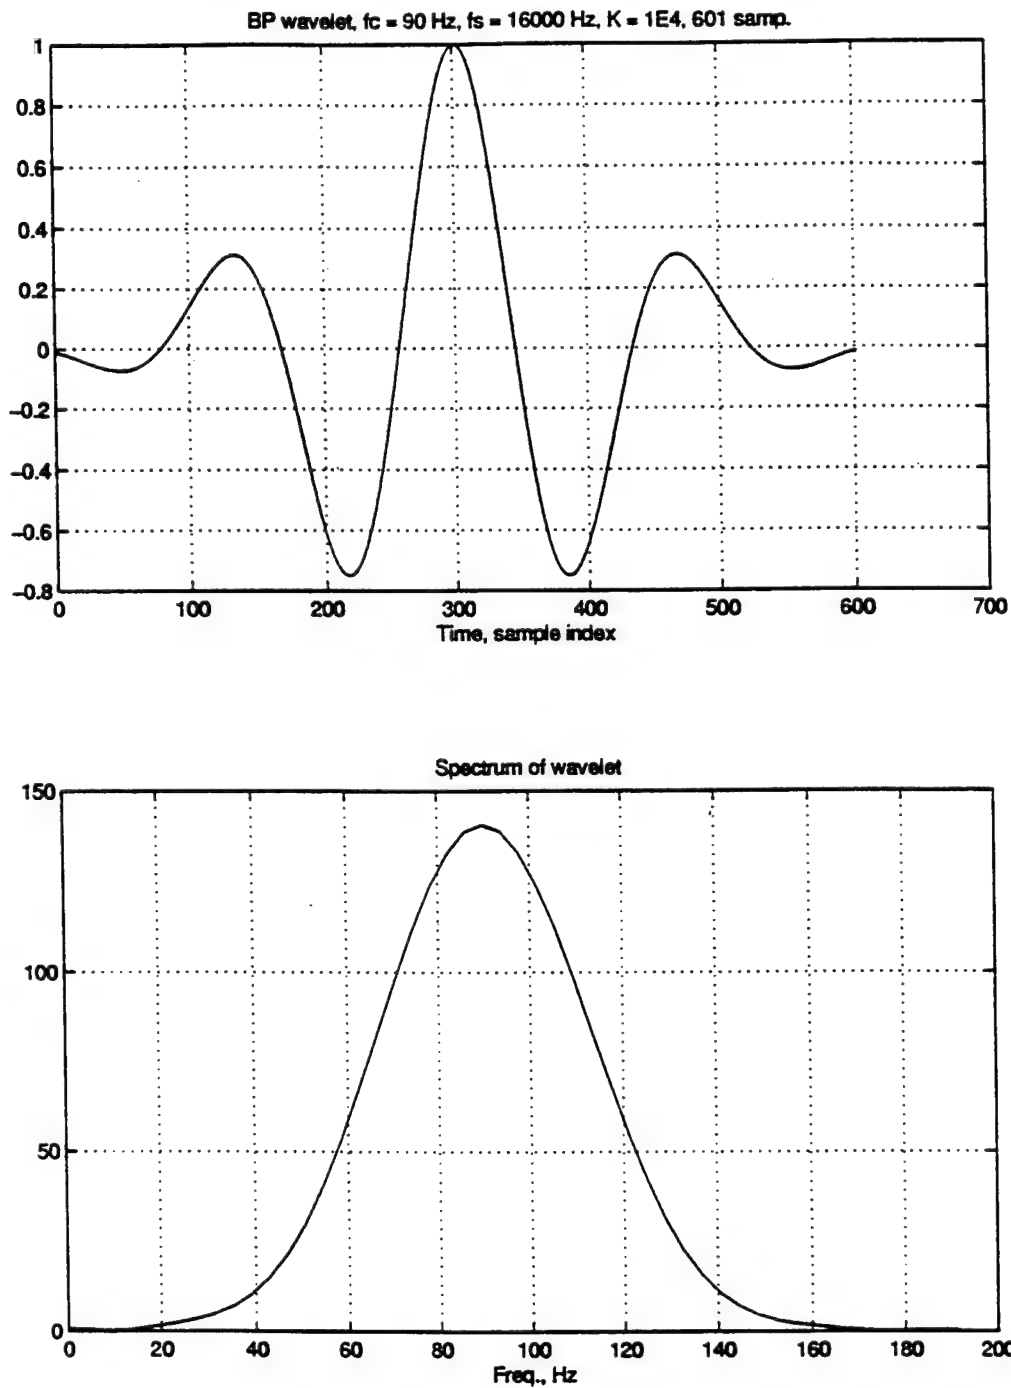 BP wavelet, fc = 90 Hz, fs = 16000 Hz, K = 1E4, 601 samp.
1
0.8
0.6
0.4
0.2
0
−0.2
−0.4
−0.6
−0.8
0 100 200 300 400 500 600 700
Time, sample index
Spectrum of wavelet
150
100
50
0
0 20 40 60 80 100 120 140 160 180 200
Freq., Hz